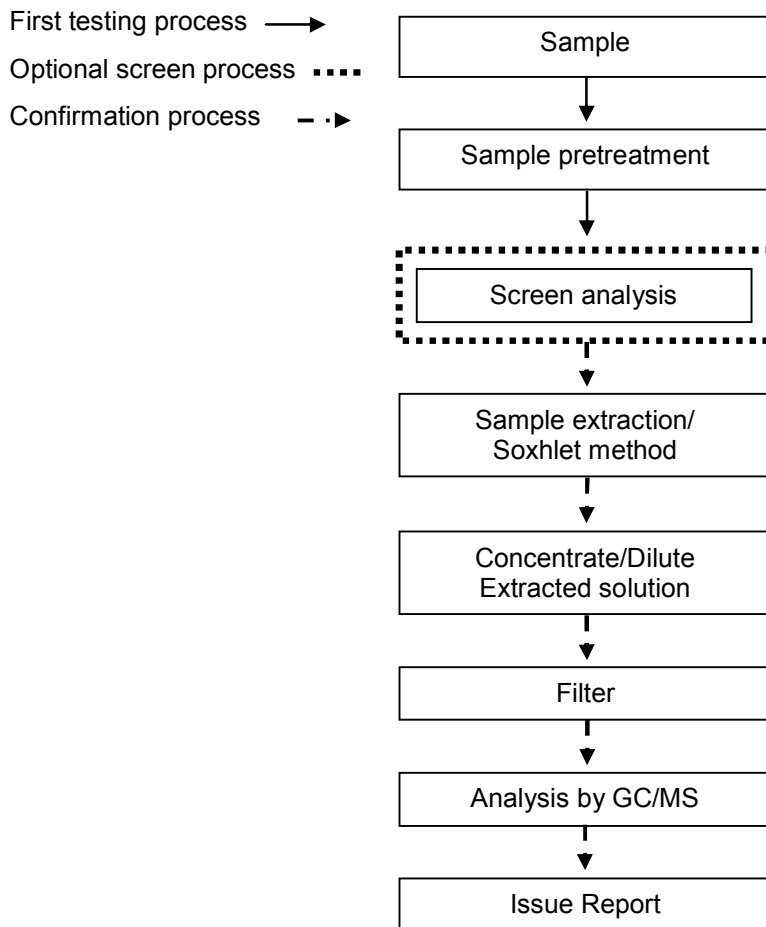 First testing process
Optional screen process
Confirmation process
Sample
Sample pretreatment
Screen analysis
Sample extraction/
Soxhlet method
Concentrate/Dilute
Extracted solution
Filter
Analysis by GC/MS
Issue Report